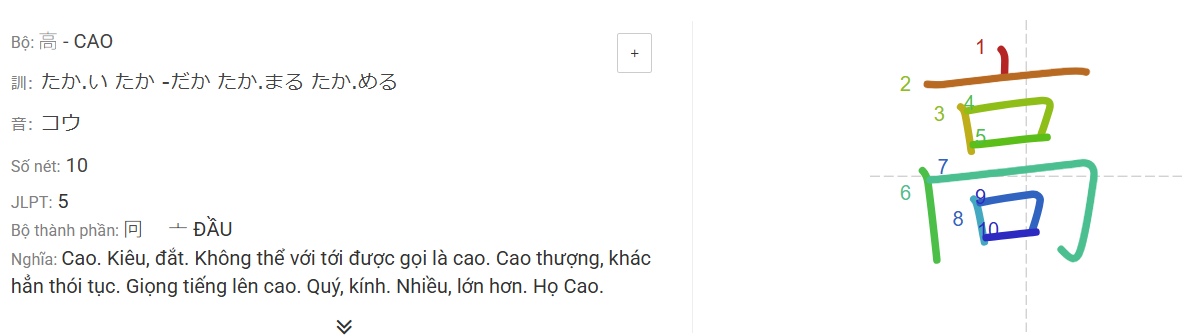 Bộ: 高 - CAO
+
訓: たか.い たか -だか たか.まる たか.める
音: コウ
Số nét: 10
JLPT: 5
Bộ thành phần: 冋 亠 ĐẦU
Nghĩa: Cao. Kiêu, đắt. Không thể với tới được gọi là cao. Cao thượng, khác
hẳn thói tục. Giọng tiếng lên cao. Quý, kính. Nhiều, lớn hơn. Họ Cao.
高
1
2
3
4
5
6
7
8
9
10